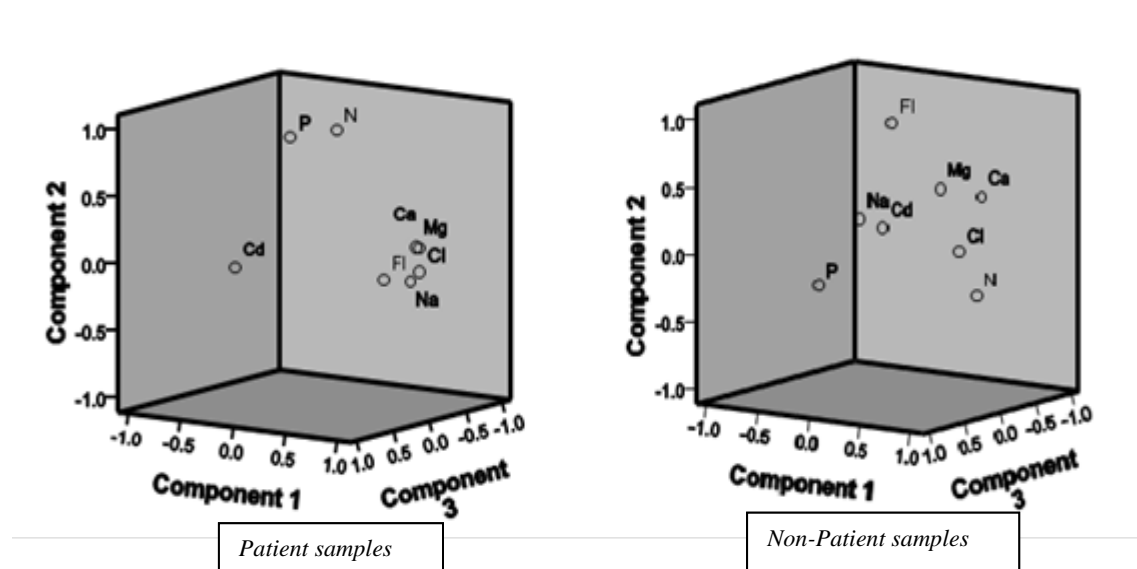 P N
1.0
0.5
Ca
Mg
Cd
Cl
Fl
0.0
Na
-0.5
-1.0
Component 2
-1.0 -0.5 0.0 0.5 1.0
Component 1
1.0 0.5 0.0 -0.5 -1.0
Component
3
Patient samples
Fl
1.0
Mg Ca
0.5
Na Cd
Cl
0.0
P
N
-0.5
-1.0
Component 2
-1.0 -0.5 0.0 0.5 1.0
Component 1
1.0 0.5 0.0 -0.5 -1.0
Component
3
Non-Patient samples